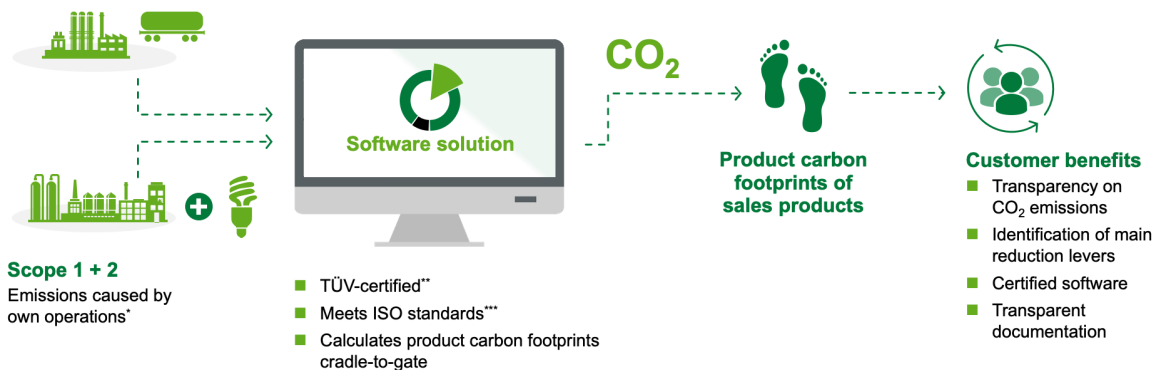 Scope 1 + 2
Emissions caused by
own operations*
Software solution
TÜV-certified**
Meets ISO standards***
Calculates product carbon footprints
cradle-to-gate
CO₂
Product carbon
footprints of
sales products
Customer benefits
Transparency on
CO₂ emissions
Identification of main
reduction levers
Certified software
Transparent
documentation